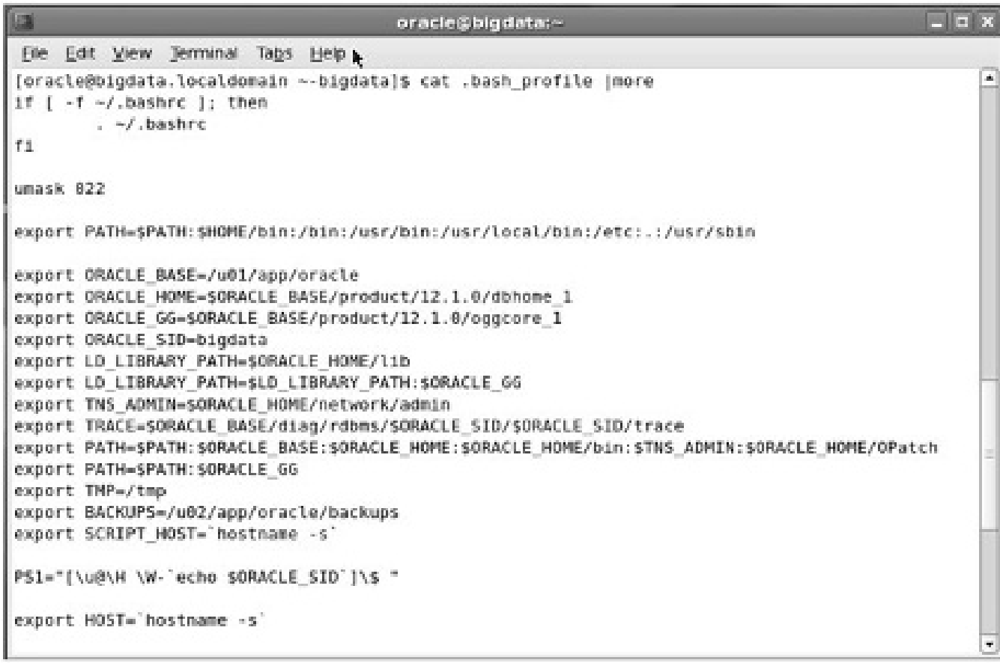 oracle@bigdata:~
File Edit View Terminal Tabs Help
[oracle@bigdata.localdomain ~-bigdata]$ cat .bash_profile |more
if [ -f ~/.bashrc ]; then
        . ~/.bashrc
fi

umask 022

export PATH=$PATH:$HOME/bin:/bin:/usr/bin:/usr/local/bin:/etc:.:/usr/sbin

export ORACLE_BASE=/u01/app/oracle
export ORACLE_HOME=$ORACLE_BASE/product/12.1.0/dbhome_1
export ORACLE_GG=$ORACLE_BASE/product/12.1.0/oggcore_1
export ORACLE_SID=bigdata
export LD_LIBRARY_PATH=$ORACLE_HOME/lib
export LD_LIBRARY_PATH=$LD_LIBRARY_PATH:$ORACLE_GG
export TNS_ADMIN=$ORACLE_HOME/network/admin
export TRACE=$ORACLE_BASE/diag/rdbms/$ORACLE_SID/$ORACLE_SID/trace
export PATH=$PATH:$ORACLE_BASE:$ORACLE_HOME:$ORACLE_HOME/bin:$TNS_ADMIN:$ORACLE_HOME/OPatch
export PATH=$PATH:$ORACLE_GG
export TMP=/tmp
export BACKUPS=/u02/app/oracle/backups
export SCRIPT_HOST=`hostname -s`

PS1="[\u@\H \W-`echo $ORACLE_SID`]\$ "

export HOST=`hostname -s`